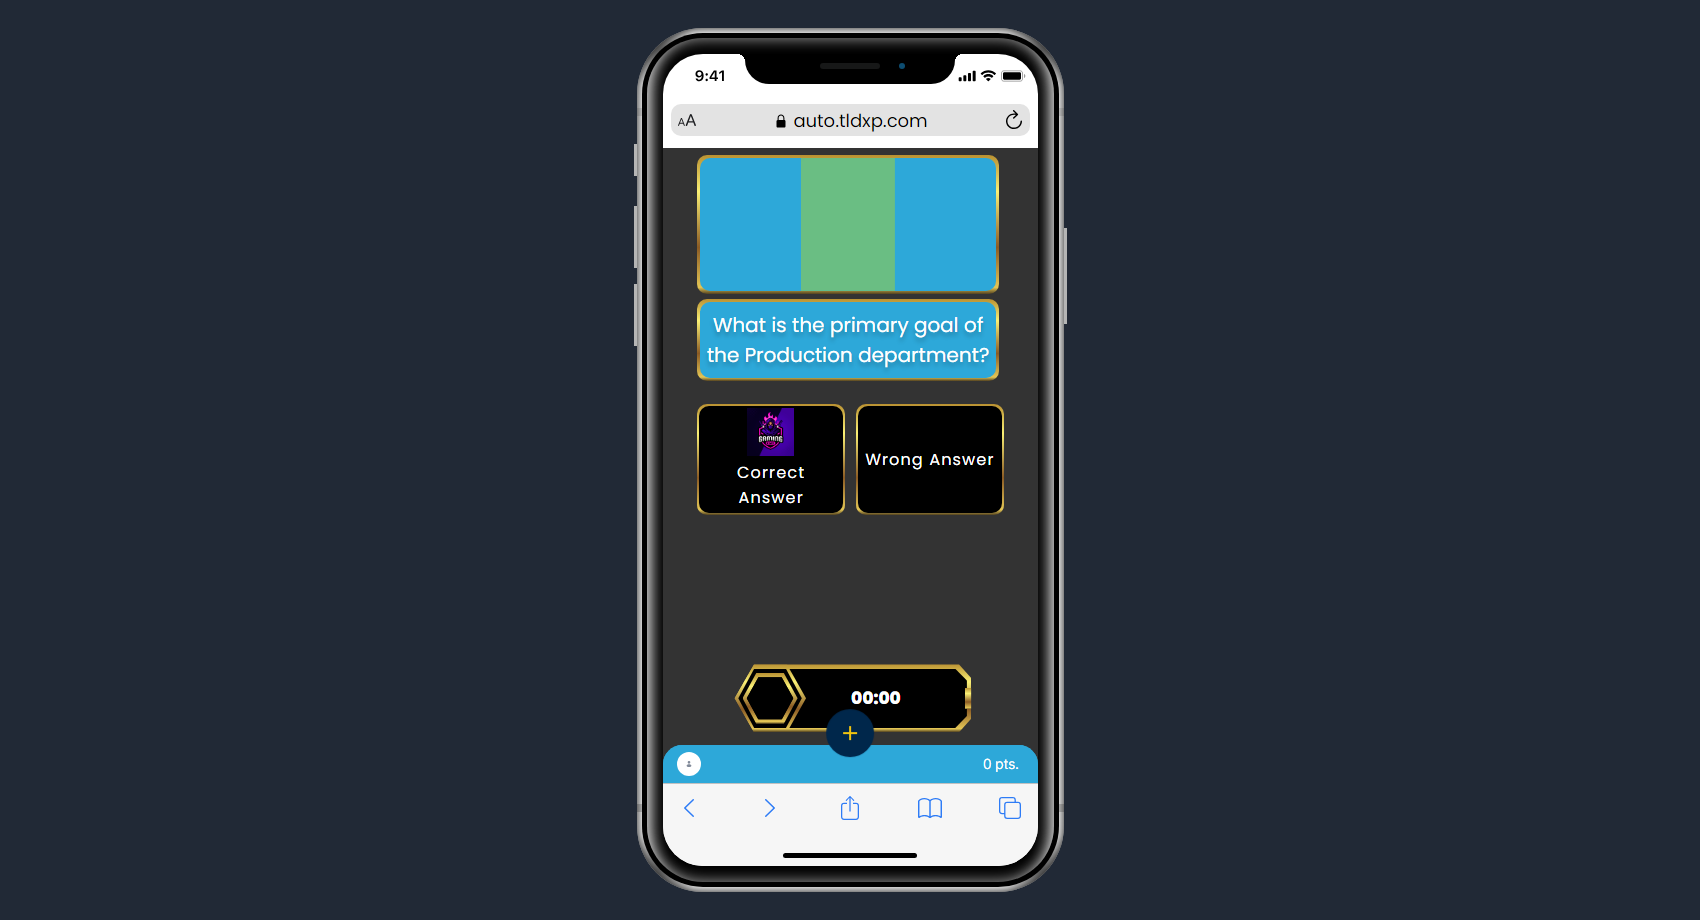 9:41
AA auto.tldxp.com
What is the primary goal of
the Production department?
GAMING
Correct
Answer
Wrong Answer
00:00
+
0 pts.